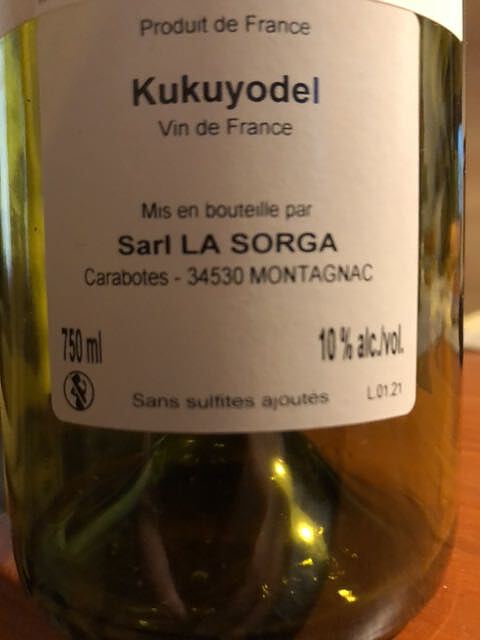 Produit de France
Kukuyodel
Vin de France
Mis en bouteille par
Sarl LA SORGA
Carabotes - 34530 MONTAGNAC
750 ml
10 % alc./vol.
Sans sulfites ajoutés
L.01.21